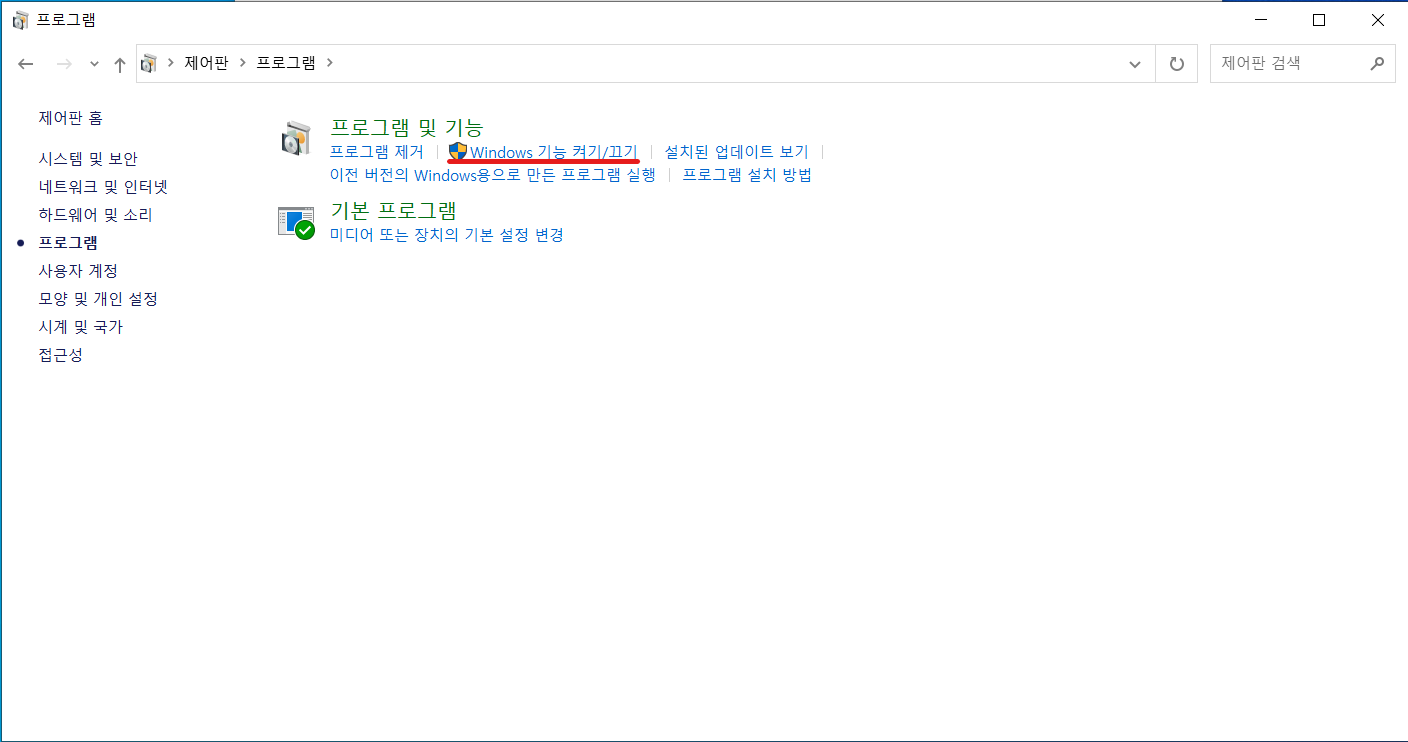 프로그램
제어판 > 프로그램 >
제어판 검색
제어판 홈
시스템 및 보안
네트워크 및 인터넷
하드웨어 및 소리
프로그램
사용자 계정
모양 및 개인 설정
시계 및 국가
접근성
프로그램 및 기능
프로그램 제거 | Windows 기능 켜기/끄기 | 설치된 업데이트 보기 |
이전 버전의 Windows용으로 만든 프로그램 실행 | 프로그램 설치 방법
기본 프로그램
미디어 또는 장치의 기본 설정 변경